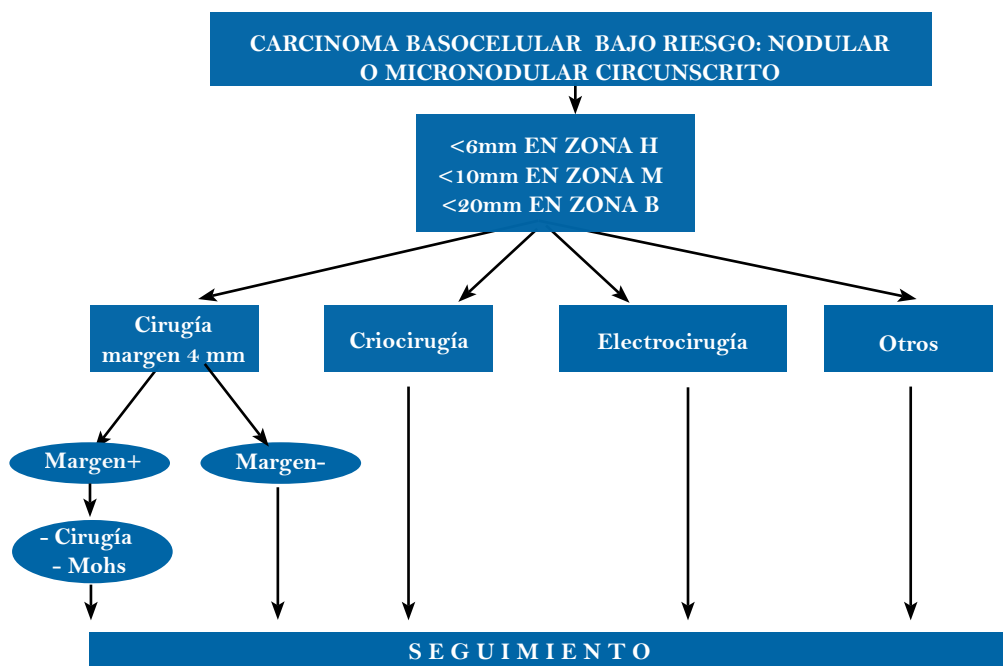 CARCINOMA BASOCELULAR BAJO RIESGO: NODULAR
O MICRONODULAR CIRCUNSCRITO
<6mm EN ZONA H
<10mm EN ZONA M
<20mm EN ZONA B
Cirugía
margen 4 mm
Criocirugía
Electrocirugía
Otros
Margen+
Margen-
- Cirugía
- Mohs
SEGUIMIENTO